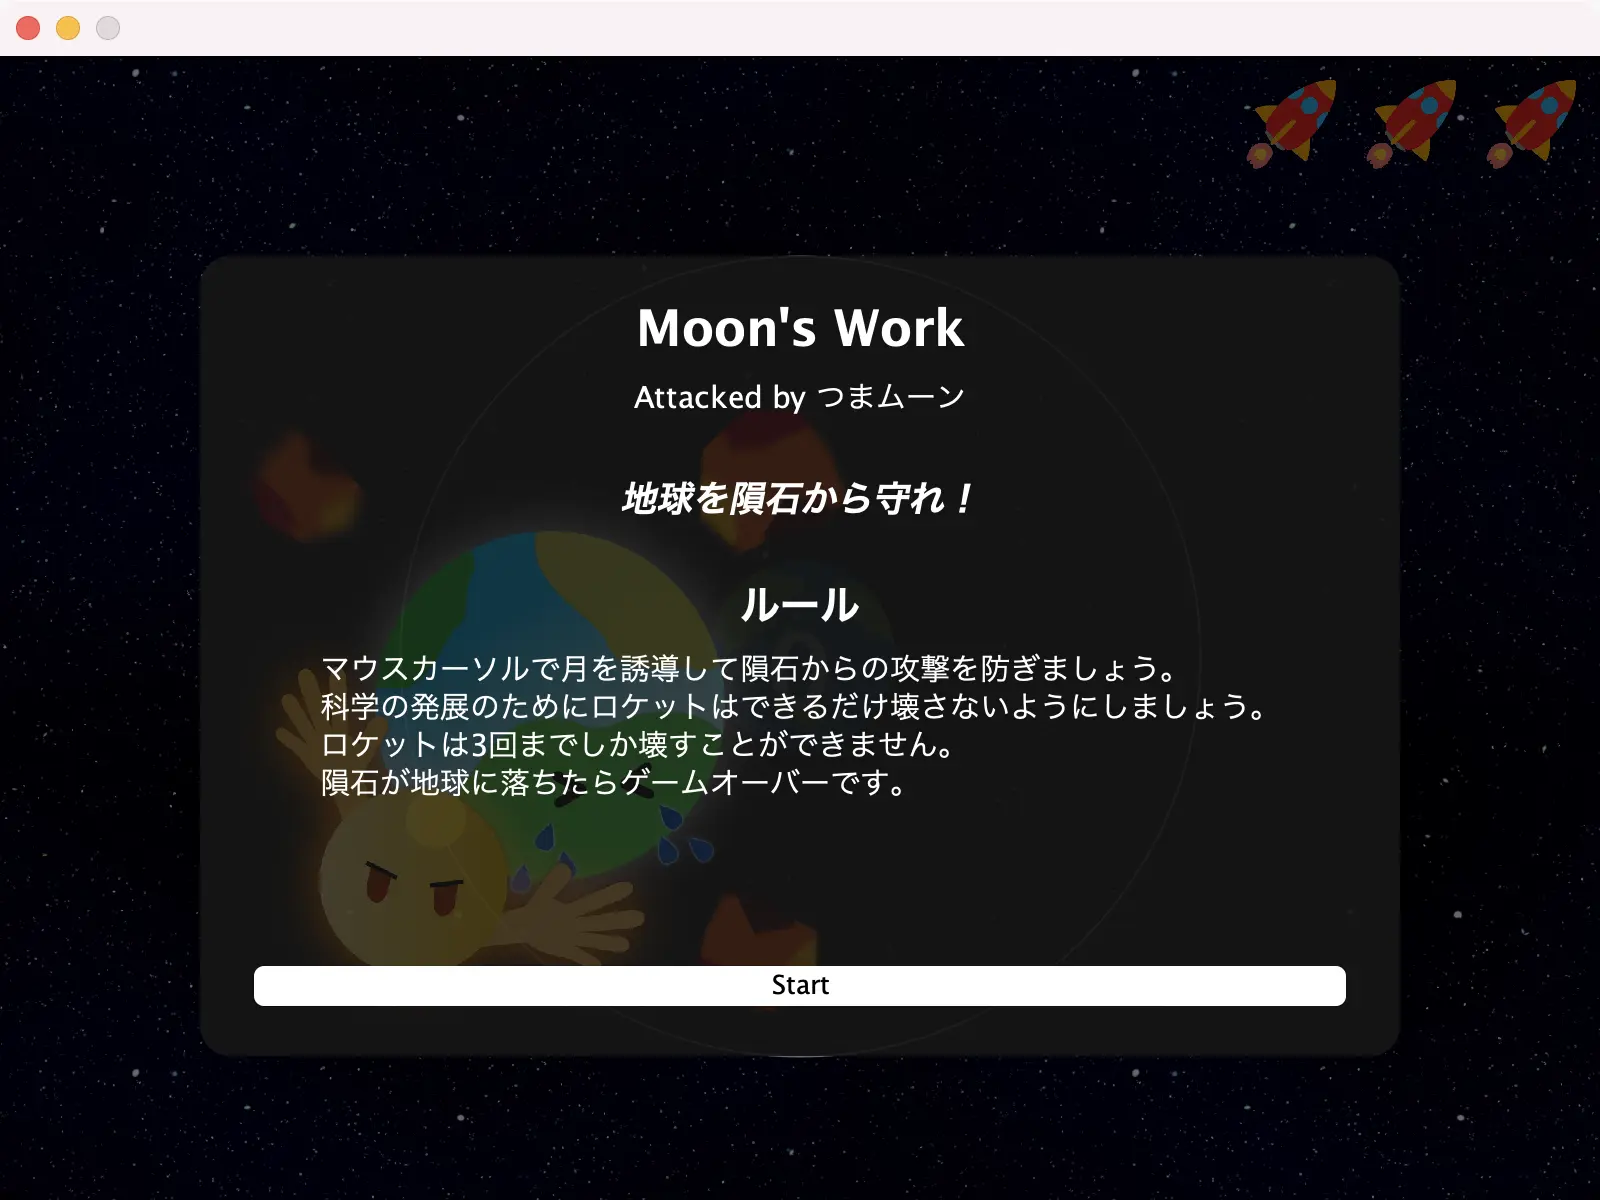 Moon's Work
Attacked by つまムーン
地球を隕石から守れ！
ルール
マウスカーソルで月を誘導して隕石からの攻撃を防ぎましょう。
科学の発展のためにロケットはできるだけ壊さないようにしましょう。
ロケットは3回までしか壊すことができません。
隕石が地球に落ちたらゲームオーバーです。
Start